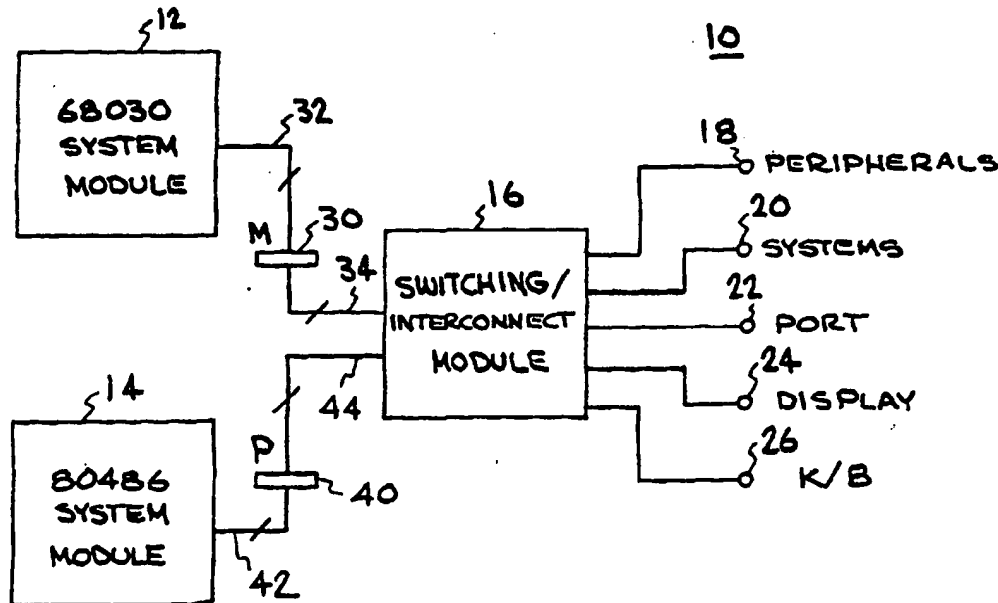 12
10
68030
SYSTEM
MODULE
32
18
PERIPHERALS
M
30
16
20
SYSTEMS
34
SWITCHING/
INTERCONNECT
MODULE
22
PORT
14
44
24
DISPLAY
80486
SYSTEM
MODULE
P
40
26
K/B
42